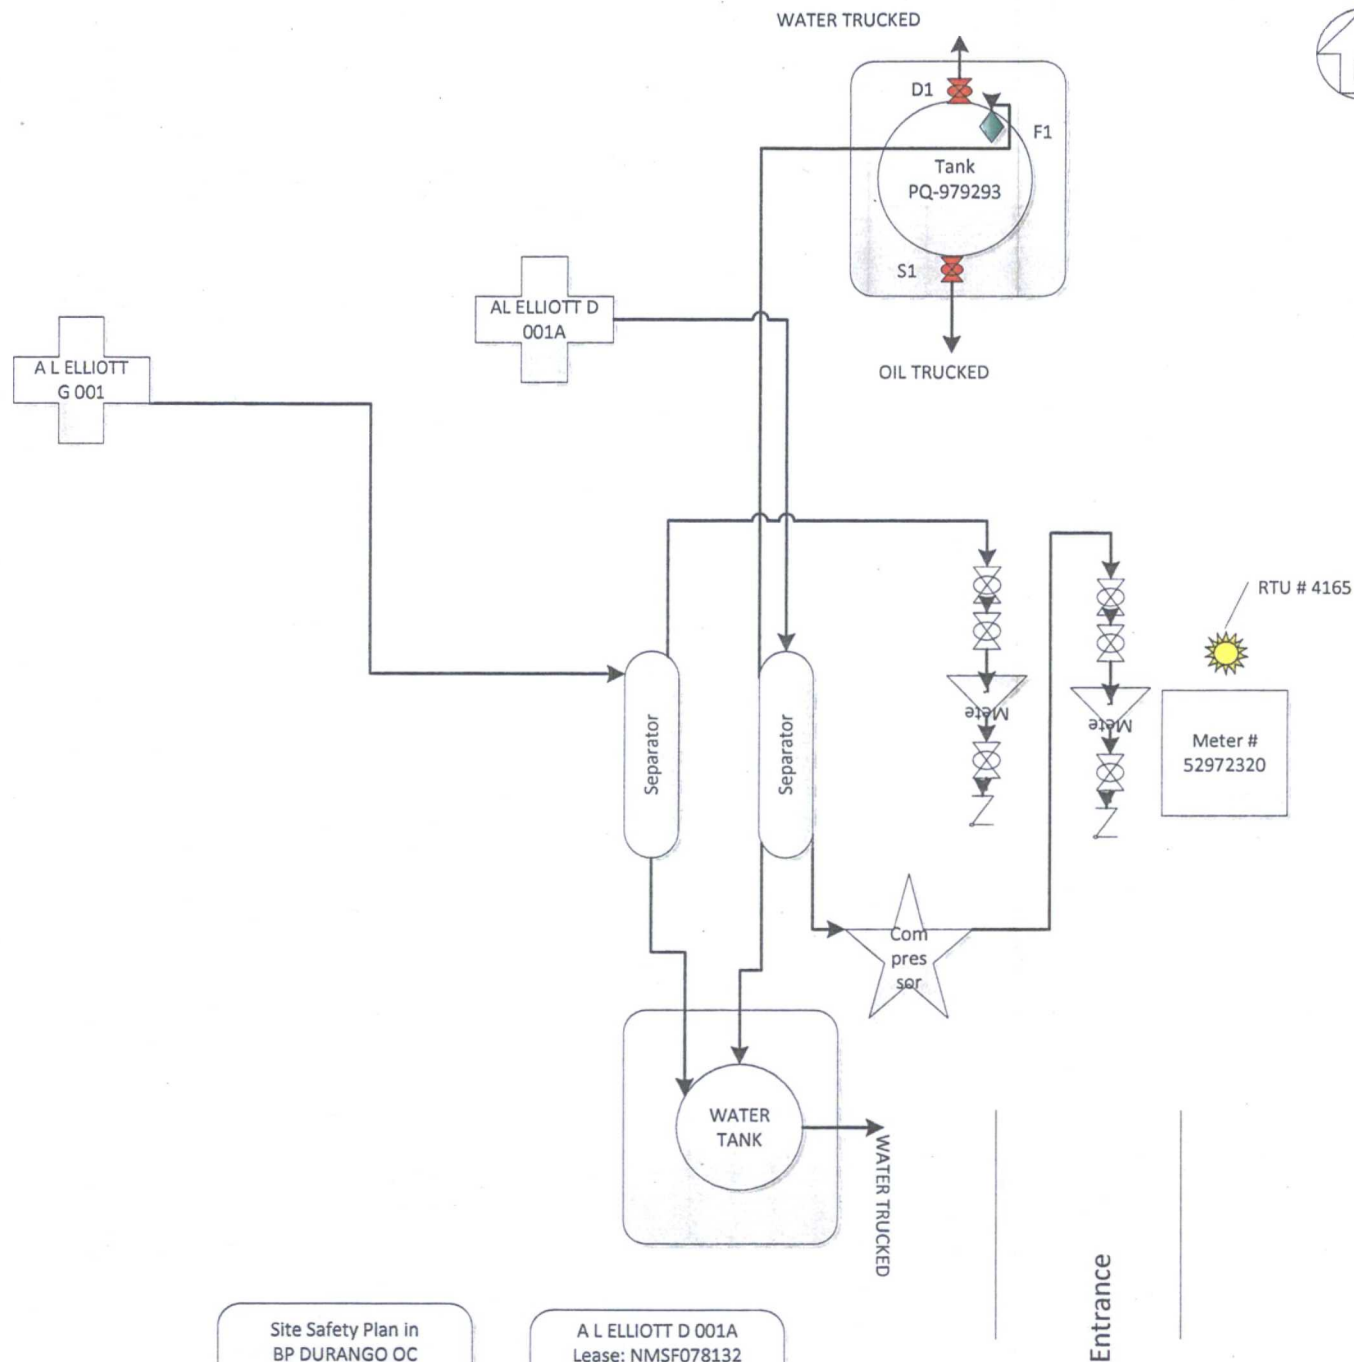 WATER TRUCKED
D1
F1
Tank
PQ-979293
S1
OIL TRUCKED
AL ELLIOTT D
001A
A L ELLIOTT
G 001
RTU # 4165
Separator
Separator
Mete
r
Mete
r
Meter #
52972320
Com
pres
sor
WATER
TANK
WATER TRUCKED
Entrance
Site Safety Plan in
BP DURANGO OC
A L ELLIOTT D 001A
Lease: NMSF078132